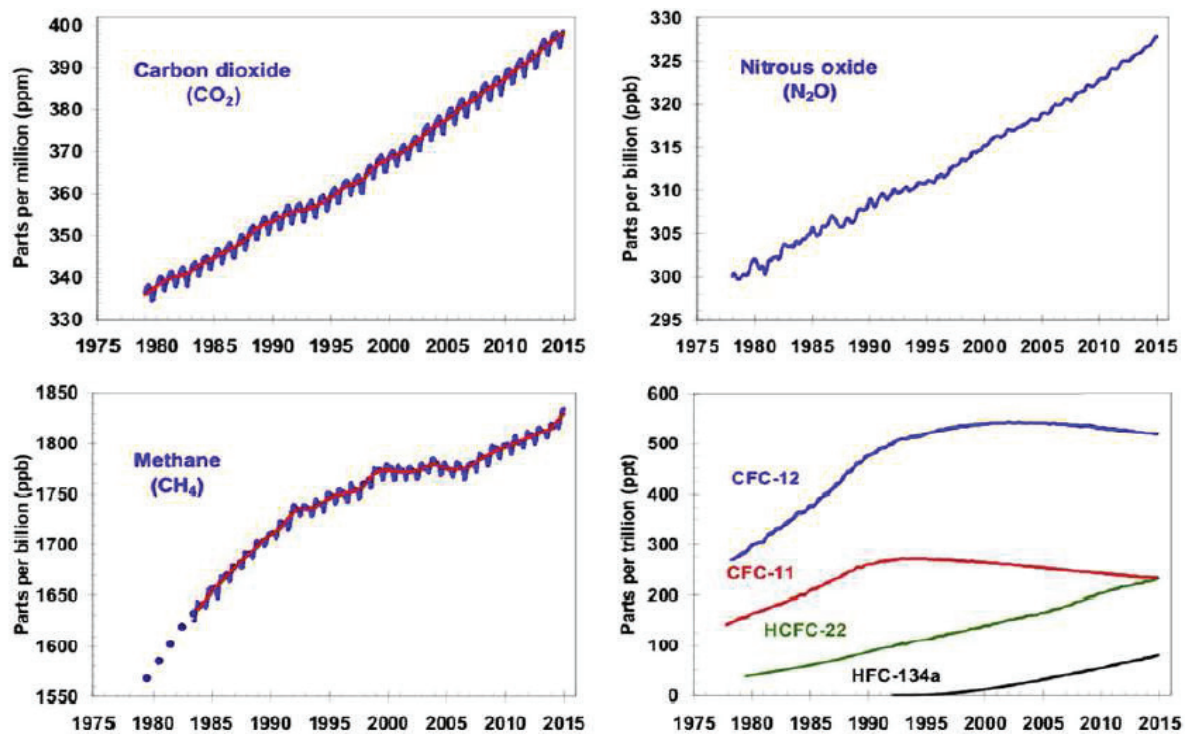 400
390
380
370
360
350
340
330
Parts per million (ppm)
Carbon dioxide
(CO₂)
1975 1980 1985 1990 1995 2000 2005 2010 2015
330
325
320
315
310
305
300
295
Parts per billion (ppb)
Nitrous oxide
(N₂O)
1975 1980 1985 1990 1995 2000 2005 2010 2015
1850
1800
1750
1700
1650
1600
1550
Parts per billion (ppb)
Methane
(CH₄)
1975 1980 1985 1990 1995 2000 2005 2010 2015
600
500
400
300
200
100
0
Parts per trillion (ppt)
CFC-12
CFC-11
HCFC-22
HFC-134a
1975 1980 1985 1990 1995 2000 2005 2010 2015